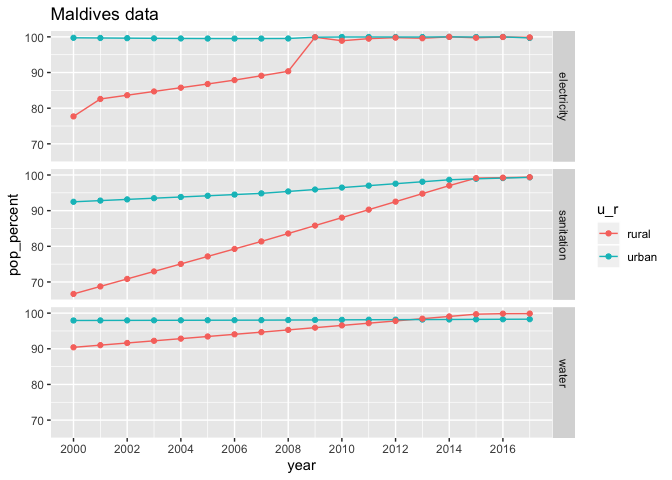 Maldives data
pop_percent
100
90
80
70
electricity
100
90
80
70
sanitation
100
90
80
70
water
2000 2002 2004 2006 2008 2010 2012 2014 2016
year
u_r
rural
urban